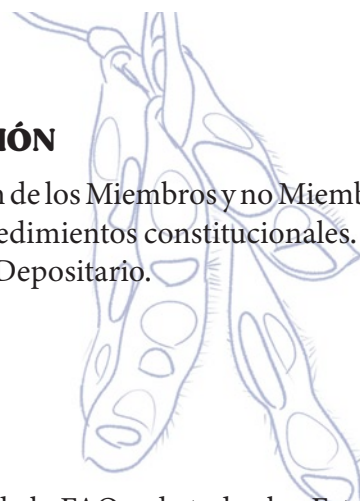 IÓN
n de los Miembros y no Miemb
edimientos constitucionales.
Depositario.